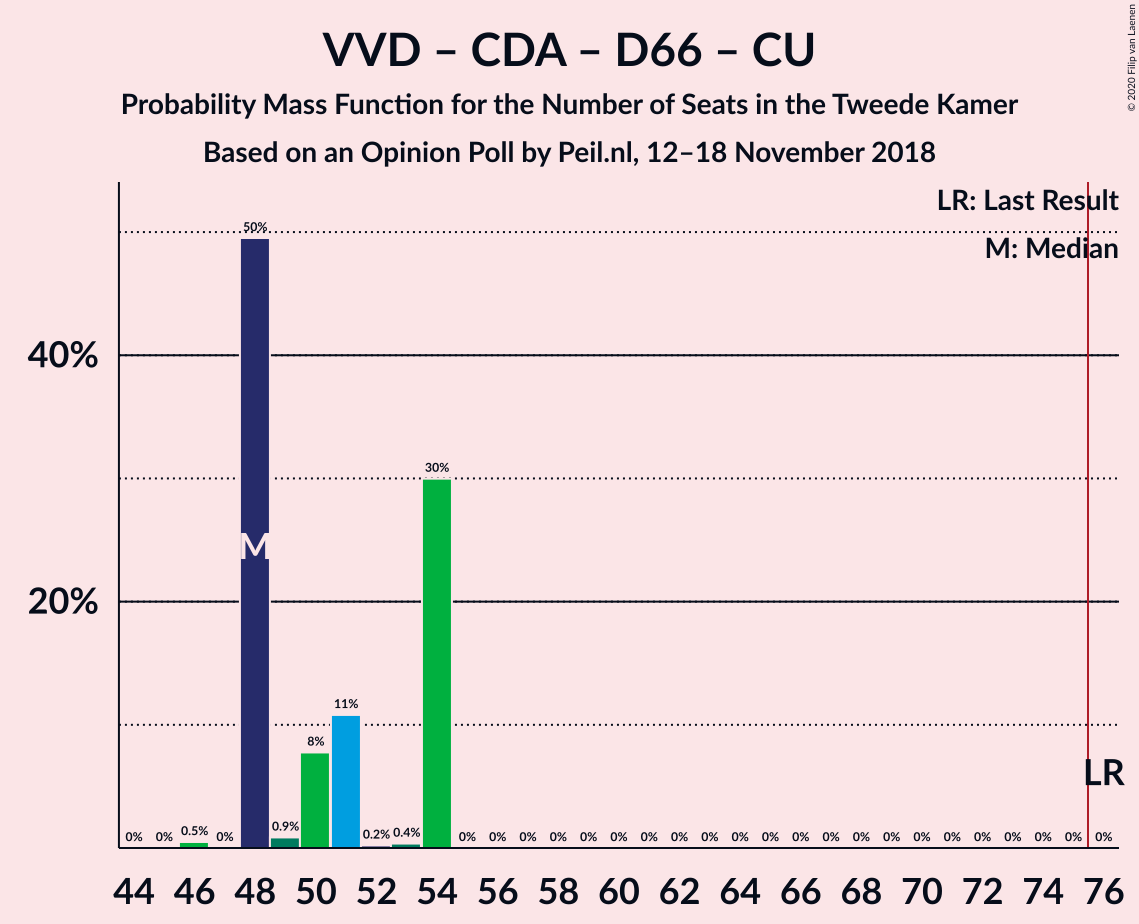 VVD – CDA – D66 – CU
Probability Mass Function for the Number of Seats in the Tweede Kamer
Based on an Opinion Poll by Peil.nl, 12–18 November 2018
© 2020 Filip van Laenen
LR: Last Result
M: Median
50%
40%
30%
20%
M
11%
8%
LR
0% 0% 0.5% 0% 0.9% 0.2% 0.4% 0% 0% 0% 0% 0% 0% 0% 0% 0% 0% 0% 0% 0% 0% 0% 0% 0% 0% 0% 0% 0%
44 46 48 50 52 54 56 58 60 62 64 66 68 70 72 74 76